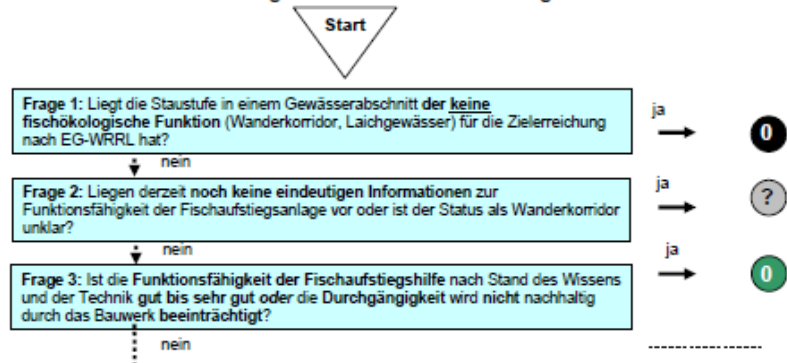 Start
Frage 1: Liegt die Staustufe in einem Gewässerabschnitt der keine
fischökologische Funktion (Wanderkorridor, Laichgewässer) für die Zielerreichung
nach EG-WRRL hat?
ja
0
nein
Frage 2: Liegen derzeit noch keine eindeutigen Informationen zur
Funktionsfähigkeit der Fischaufstiegsanlage vor oder ist der Status als Wanderkorridor
unklar?
ja
?
nein
Frage 3: Ist die Funktionsfähigkeit der Fischaufstiegshilfe nach Stand des Wissens
und der Technik gut bis sehr gut oder die Durchgängigkeit wird nicht nachhaltig
durch das Bauwerk beeinträchtigt?
ja
0
nein